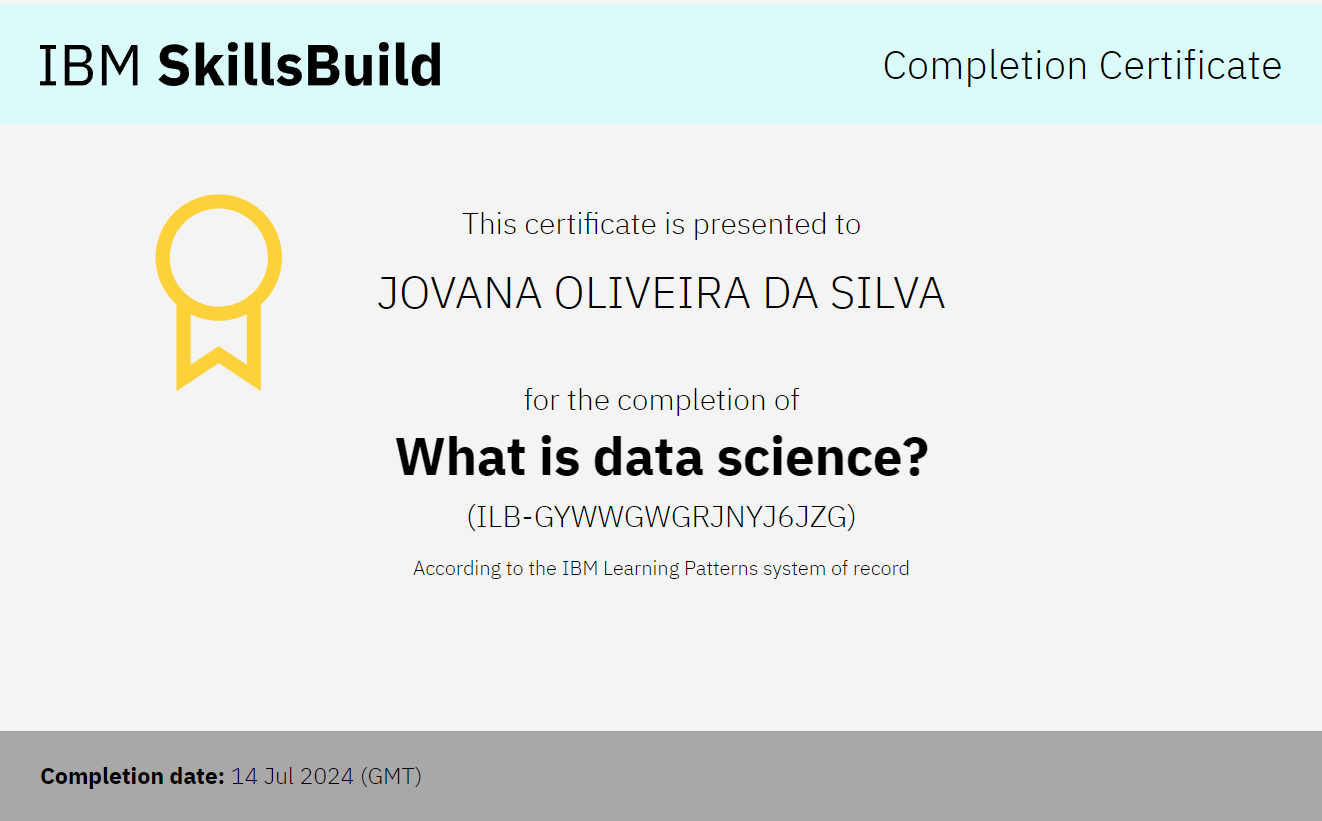 IBM SkillsBuild
Completion Certificate
This certificate is presented to
JOVANA OLIVEIRA DA SILVA
for the completion of
What is data science?
(ILB-GYWWGWGRJNYJ6JZG)
According to the IBM Learning Patterns system of record
Completion date: 14 Jul 2024 (GMT)